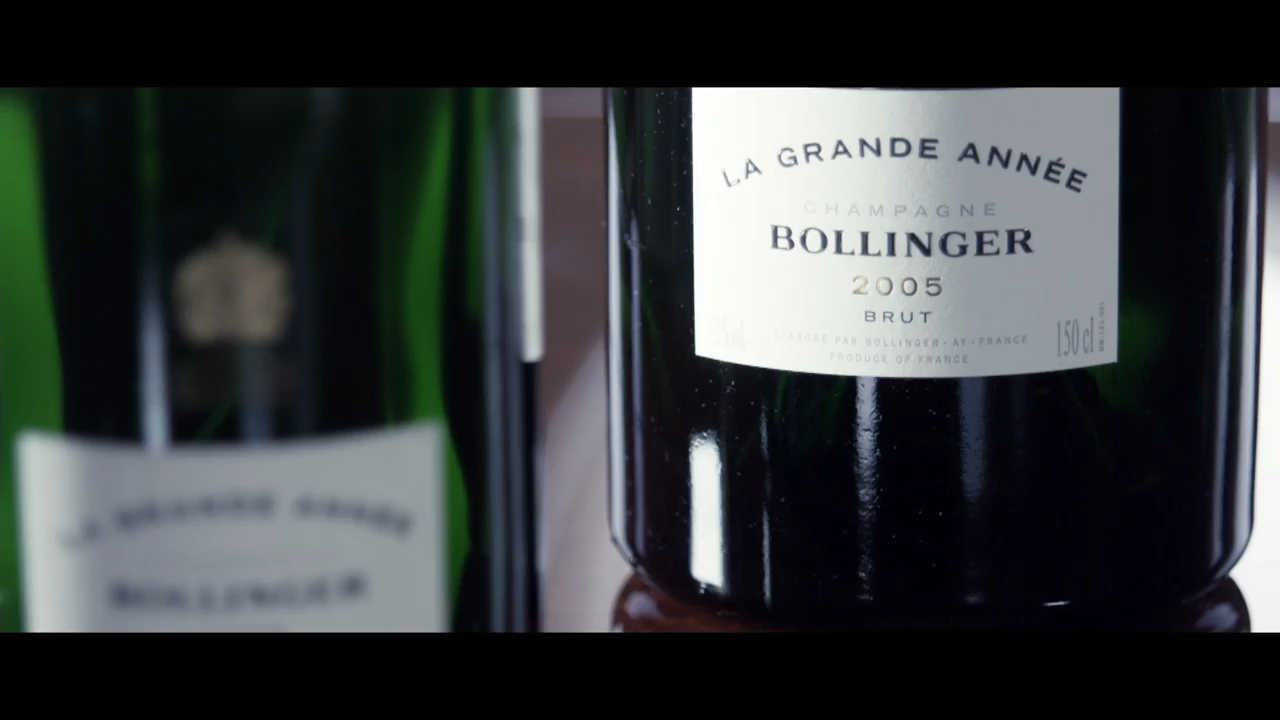 LA GRANDE ANNÉE
CHAMPAGNE
BOLLINGER
2005
BRUT
ELABORÉ PAR BOLLINGER - AY - FRANCE
PRODUCE OF FRANCE
150 cl
LA GRANDE ANNÉE
BOLLINGER